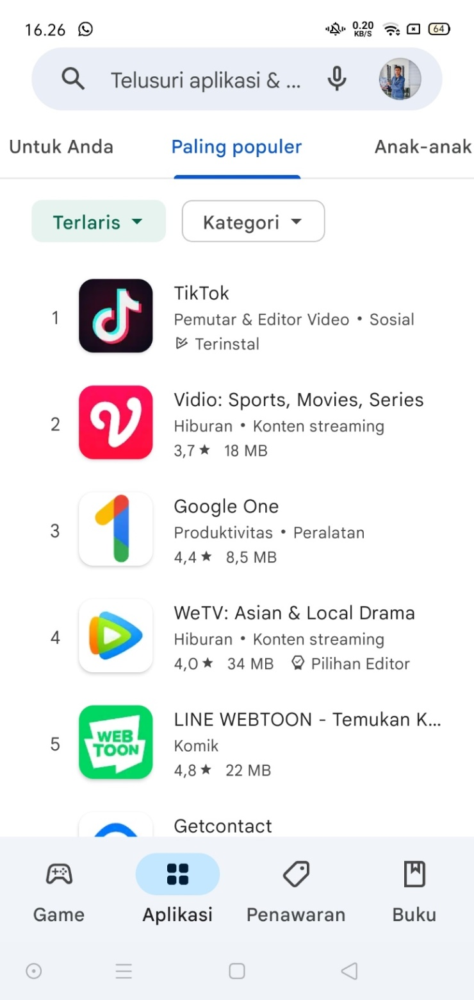 16.26
0.20
KB/S
64
Telusuri aplikasi & ...
Untuk Anda
Paling populer
Anak-anak
Terlaris
Kategori
1
TikTok
Pemutar & Editor Video • Sosial
Terinstal
2
Vidio: Sports, Movies, Series
Hiburan • Konten streaming
3,7 ★ 18 MB
3
Google One
Produktivitas • Peralatan
4,4 ★ 8,5 MB
4
WeTV: Asian & Local Drama
Hiburan • Konten streaming
4,0 ★ 34 MB Pilihan Editor
5
WEB
TOON
LINE WEBTOON - Temukan K...
Komik
4,8 ★ 22 MB
Getcontact
Game
Aplikasi
Penawaran
Buku